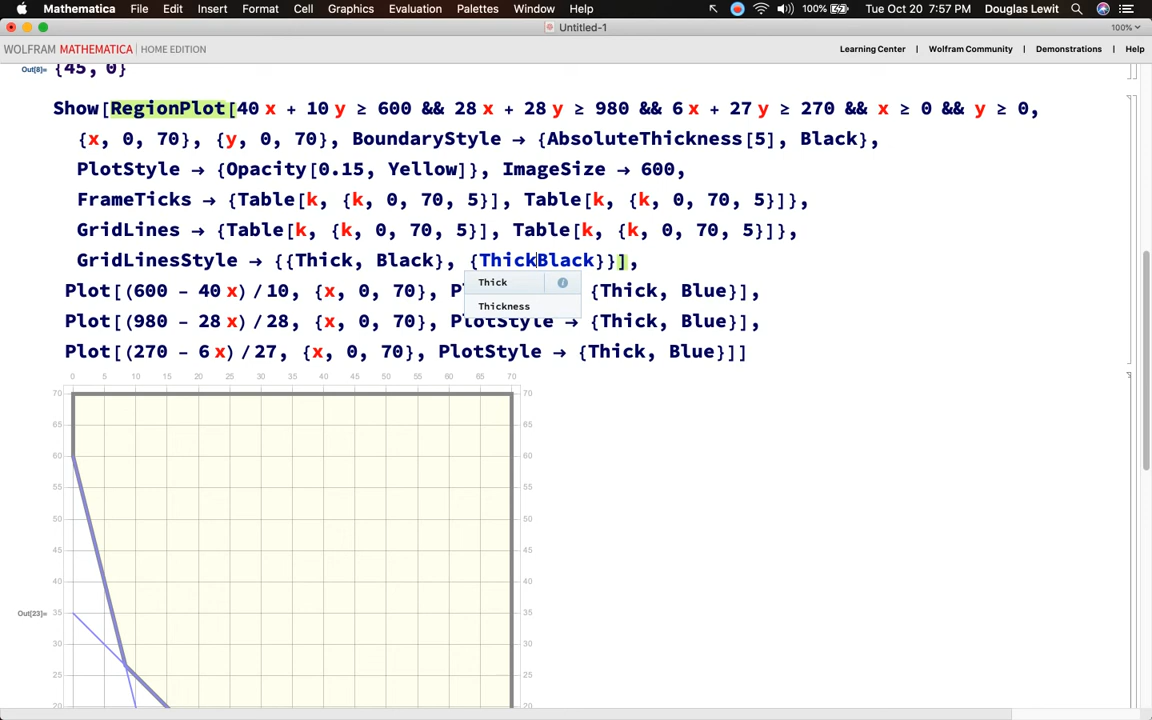 Mathematica File Edit Insert Format Cell Graphics Evaluation Palettes Window Help 100% Tue Oct 20 7:57 PM Douglas Lewit
Untitled-1 100%
WOLFRAM MATHEMATICA | HOME EDITION Learning Center | Wolfram Community | Demonstrations | Help
Out[8]= {45, 0}
Show[RegionPlot[40 x + 10 y ≥ 600 && 28 x + 28 y ≥ 980 && 6 x + 27 y ≥ 270 && x ≥ 0 && y ≥ 0,
{x, 0, 70}, {y, 0, 70}, BoundaryStyle → {AbsoluteThickness[5], Black},
PlotStyle → {Opacity[0.15, Yellow]}, ImageSize → 600,
FrameTicks → {Table[k, {k, 0, 70, 5}], Table[k, {k, 0, 70, 5}]},
GridLines → {Table[k, {k, 0, 70, 5}], Table[k, {k, 0, 70, 5}]},
GridLinesStyle → {{Thick, Black}, {ThickBlack}}],
Thick
Plot[(600 - 40 x) / 10, {x, 0, 70}, P {Thick, Blue}],
Thickness
Plot[(980 - 28 x) / 28, {x, 0, 70}, PlotStyle → {Thick, Blue}],
Plot[(270 - 6 x) / 27, {x, 0, 70}, PlotStyle → {Thick, Blue}]]
0 5 10 15 20 25 30 35 40 45 50 55 60 65 70
70 70
65 65
60 60
55 55
50 50
45 45
40 40
Out[23]= 35 35
30 30
25 25
20 20